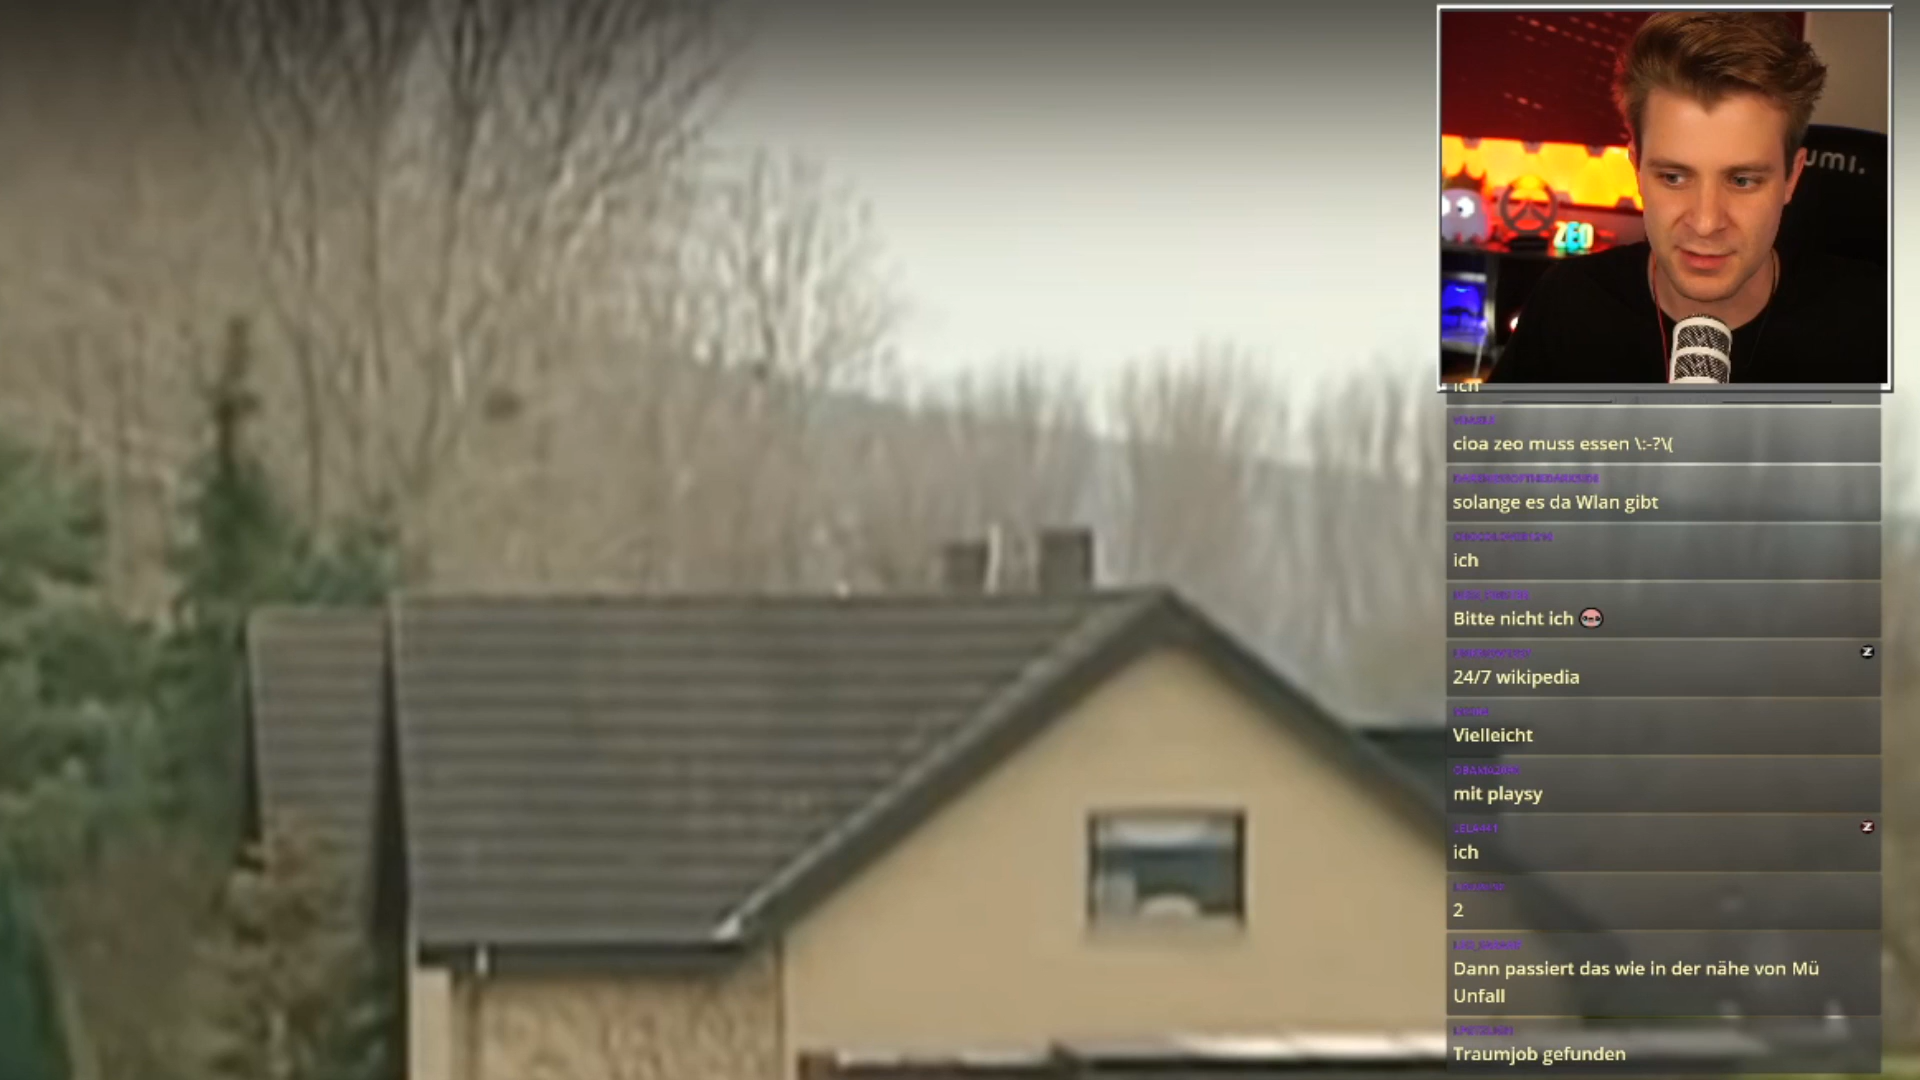 umi.
ZEO
ich
cioa zeo muss essen \:-?\(
solange es da Wlan gibt
ich
Bitte nicht ich
24/7 wikipedia
Vielleicht
mit playsy
ich
2
Dann passiert das wie in der nähe von Mü
Unfall
Traumjob gefunden